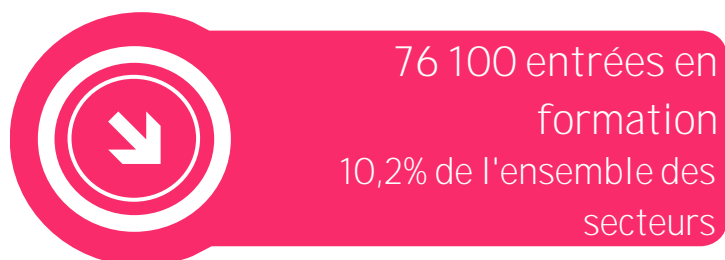 76 100 entrées en
formation
10,2% de l'ensemble des
secteurs